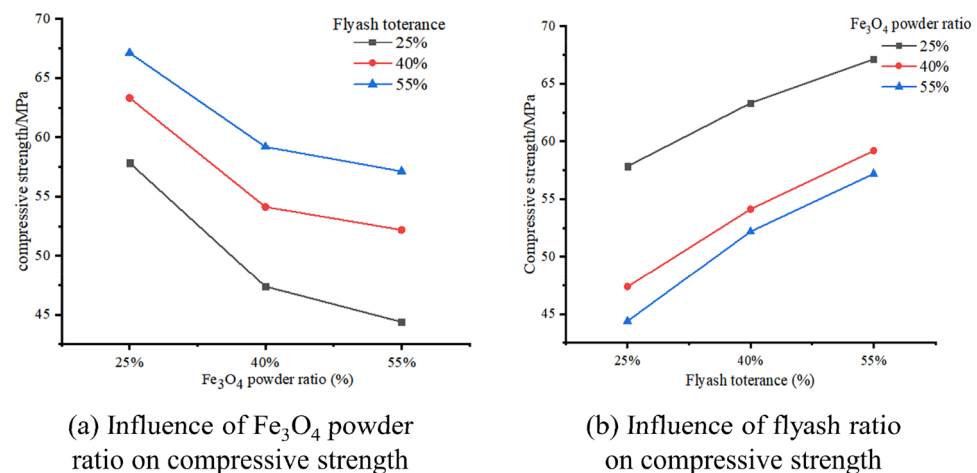 70
65
60
55
50
45
compressive strength/MPa
Flyash toterance
25%
40%
55%
25%
40%
55%
Fe₃O₄ powder ratio (%)
(a) Influence of Fe₃O₄ powder
ratio on compressive strength
70
65
60
55
50
45
Compressive strength/MPa
Fe₃O₄ powder ratio
25%
40%
55%
25%
40%
55%
Flyash toterance (%)
(b) Influence of flyash ratio
on compressive strength